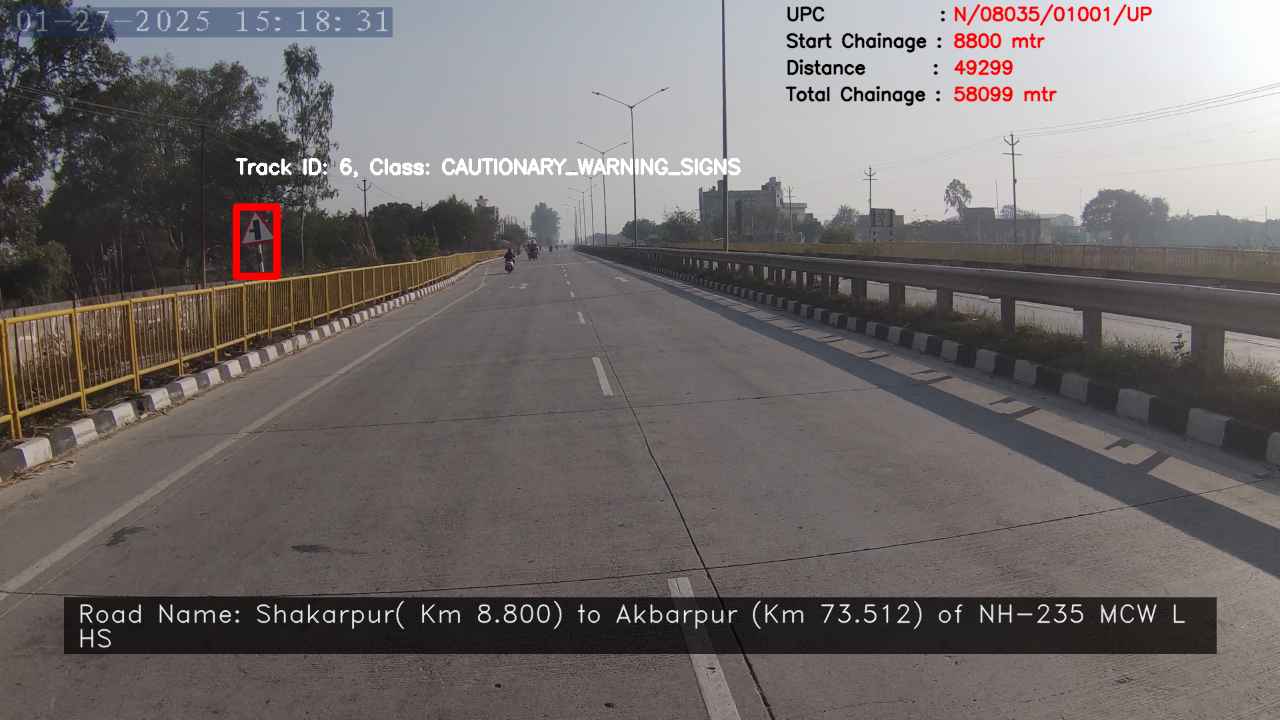 01-27-2025 15:18:31
UPC : N/08035/01001/UP
Start Chainage : 8800 mtr
Distance : 49299
Total Chainage : 58099 mtr
Track ID: 6, Class: CAUTIONARY_WARNING_SIGNS
Road Name: Shakarpur( Km 8.800) to Akbarpur (Km 73.512) of NH-235 MCW L
HS